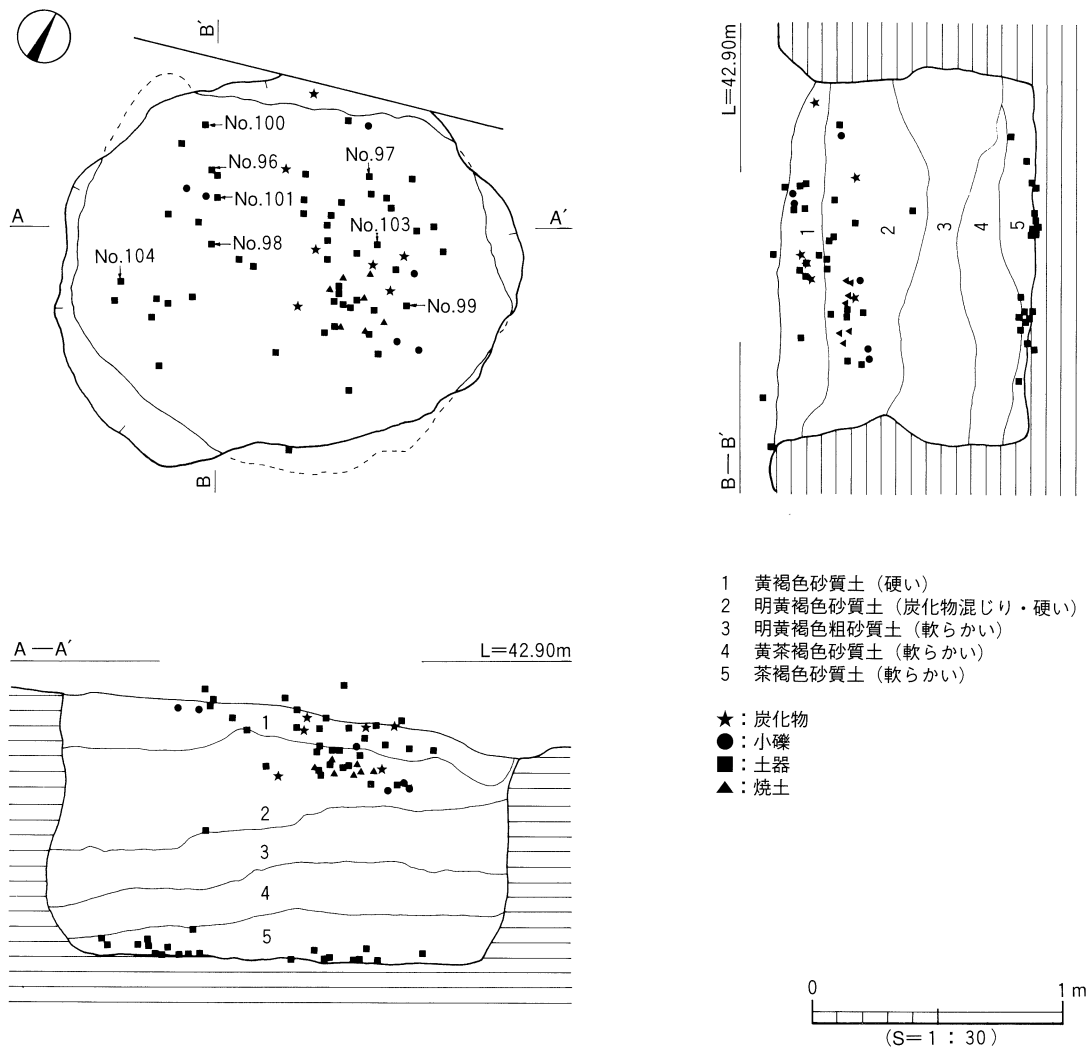 B′
No.100
No.96
No.97
No.101
No.103
A
A′
No.98
No.104
No.99
B
L=42.90m
1
2
3
4
5
B—B′
1 黄褐色砂質土（硬い）
2 明黄褐色砂質土（炭化物混じり・硬い）
3 明黄褐色粗砂質土（軟らかい）
4 黄茶褐色砂質土（軟らかい）
5 茶褐色砂質土（軟らかい）
★：炭化物
●：小礫
■：土器
▲：焼土
A—A′
L=42.90m
1
2
3
4
5
0
1 m
(S=1：30)